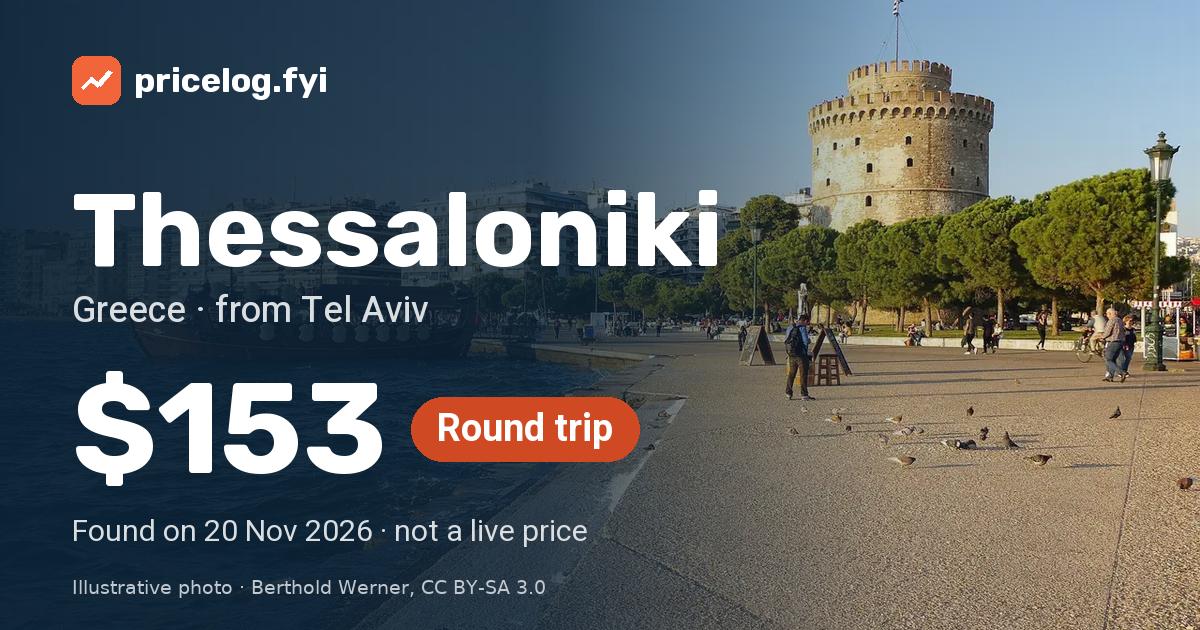 pricelog.fyi
Thessaloniki
Greece · from Tel Aviv
$153
Round trip
Found on 20 Nov 2026 · not a live price
Illustrative photo · Berthold Werner, CC BY-SA 3.0